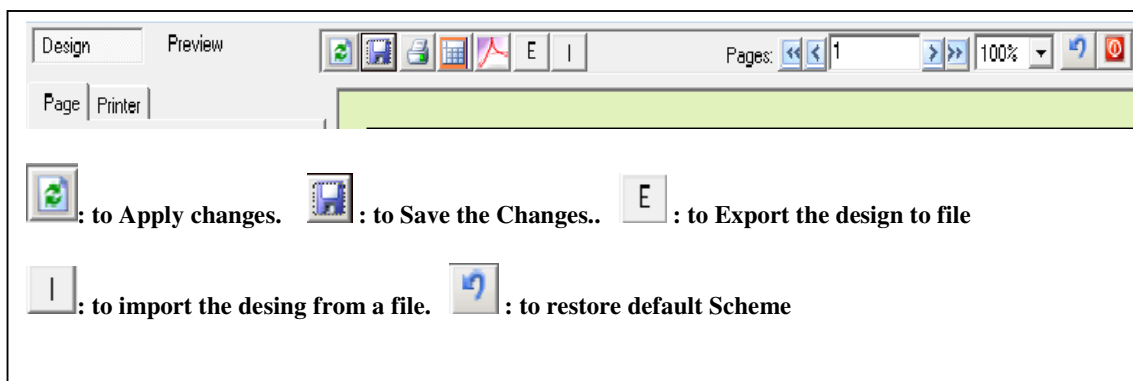 Design Preview E I Pages: 1 100%
Page Printer
: to Apply changes. : to Save the Changes.. E : to Export the design to file
I : to import the desing from a file. : to restore default Scheme